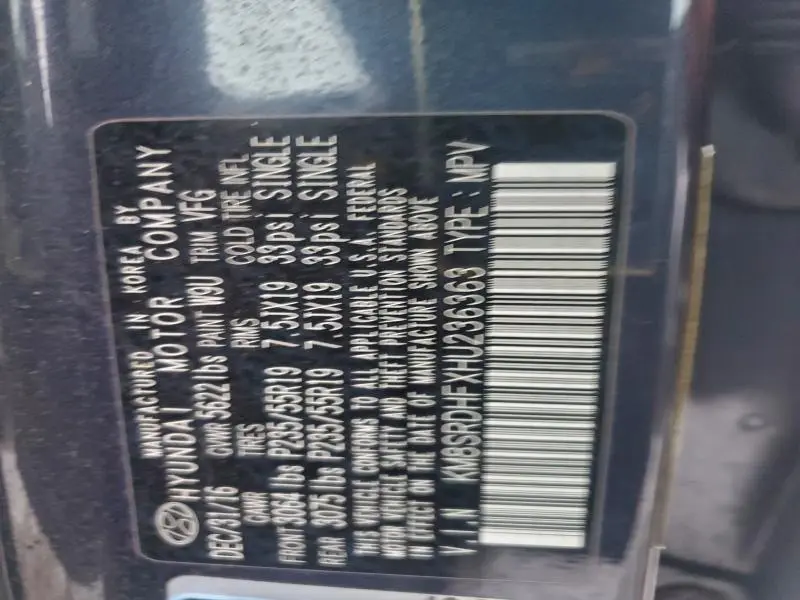 MANUFACTURED IN KOREA BY
HYUNDAI MOTOR COMPANY
DEC/31/16 GVWR 5622lbs PAINT W9U TRIM VFG
GAWR TIRES RIMS COLD TIRE INFL
FRONT 3064 lbs P235/55R19 7.5JX19 33psi SINGLE
REAR 3075 lbs P235/55R19 7.5JX19 33psi SINGLE
THIS VEHICLE CONFORMS TO ALL APPLICABLE U.S.A. FEDERAL
MOTOR VEHICLE SAFETY AND THEFT PREVENTION STANDARDS
IN EFFECT ON THE DATE OF MANUFACTURE SHOWN ABOVE
V.I.N KM8SRDHFXHU236363 TYPE : MPV